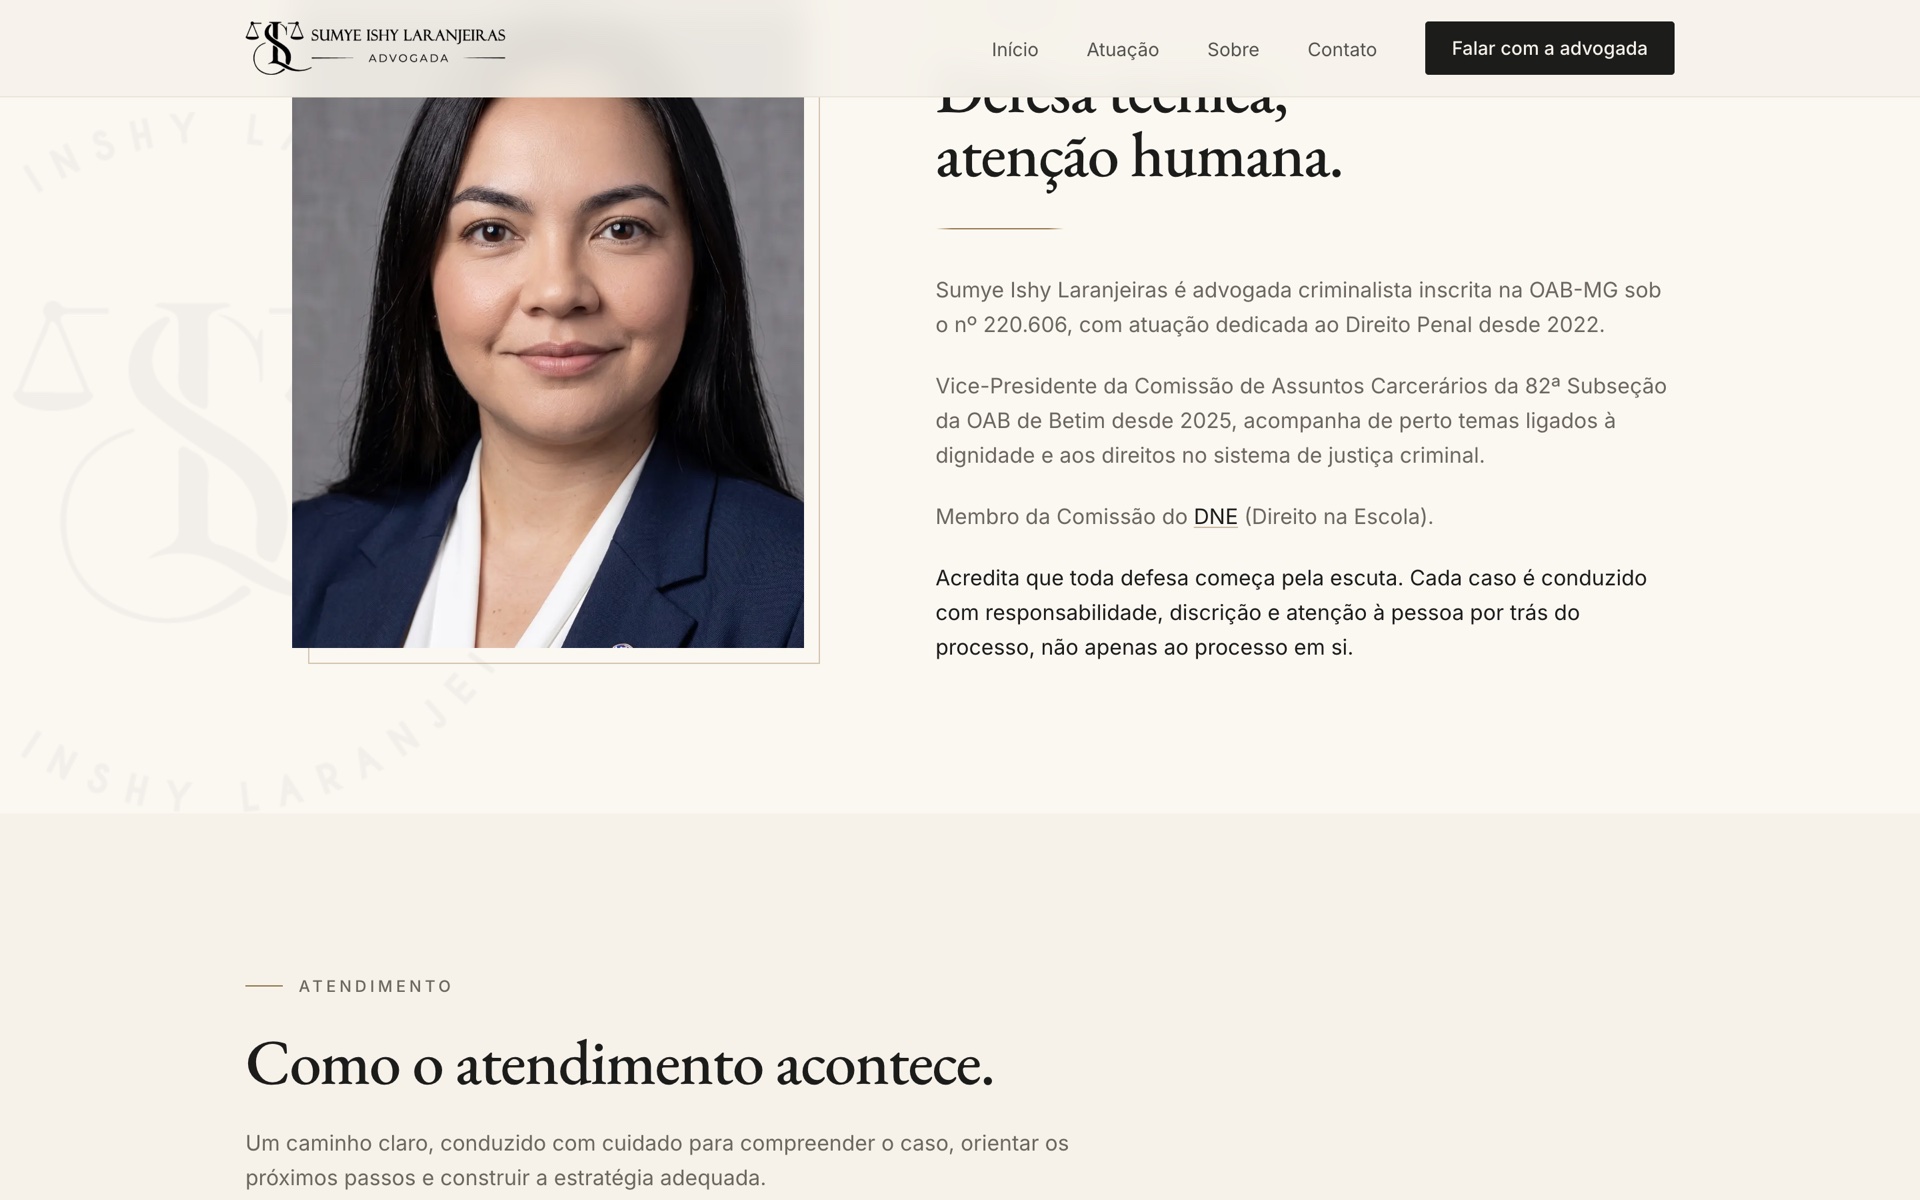 SUMYE ISHY LARANJEIRAS
ADVOGADA
Início
Atuação
Sobre
Contato
Falar com a advogada
INSHY LA
Defesa técnica,
atenção humana.
Sumye Ishy Laranjeiras é advogada criminalista inscrita na OAB-MG sob
o nº 220.606, com atuação dedicada ao Direito Penal desde 2022.
Vice-Presidente da Comissão de Assuntos Carcerários da 82ª Subseção
da OAB de Betim desde 2025, acompanha de perto temas ligados à
dignidade e aos direitos no sistema de justiça criminal.
Membro da Comissão do DNE (Direito na Escola).
Acredita que toda defesa começa pela escuta. Cada caso é conduzido
com responsabilidade, discrição e atenção à pessoa por trás do
processo, não apenas ao processo em si.
INSHY LARANJEI
ATENDIMENTO
Como o atendimento acontece.
Um caminho claro, conduzido com cuidado para compreender o caso, orientar os
próximos passos e construir a estratégia adequada.